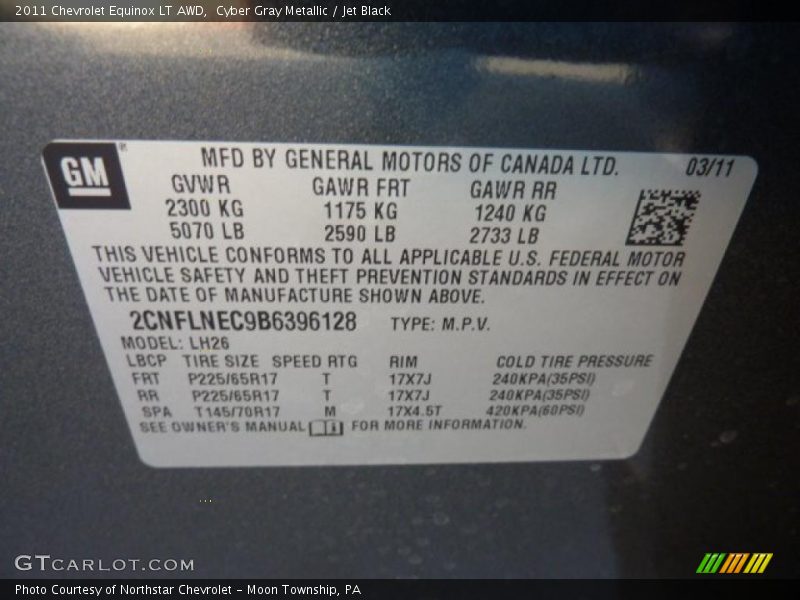 2011 Chevrolet Equinox LT AWD, Cyber Gray Metallic / Jet Black
GM
MFD BY GENERAL MOTORS OF CANADA LTD. 03/11
GVWR GAWR FRT GAWR RR
2300 KG 1175 KG 1240 KG
5070 LB 2590 LB 2733 LB
THIS VEHICLE CONFORMS TO ALL APPLICABLE U.S. FEDERAL MOTOR
VEHICLE SAFETY AND THEFT PREVENTION STANDARDS IN EFFECT ON
THE DATE OF MANUFACTURE SHOWN ABOVE.
2CNFLNEC9B6396128 TYPE: M.P.V.
MODEL: LH26
LBCP TIRE SIZE SPEED RTG RIM COLD TIRE PRESSURE
FRT P225/65R17 T 17X7J 240KPA(35PSI)
RR P225/65R17 T 17X7J 240KPA(35PSI)
SPA T145/70R17 M 17X4.5T 420KPA(60PSI)
SEE OWNER'S MANUAL FOR MORE INFORMATION.
GTCARLOT.COM
Photo Courtesy of Northstar Chevrolet - Moon Township, PA